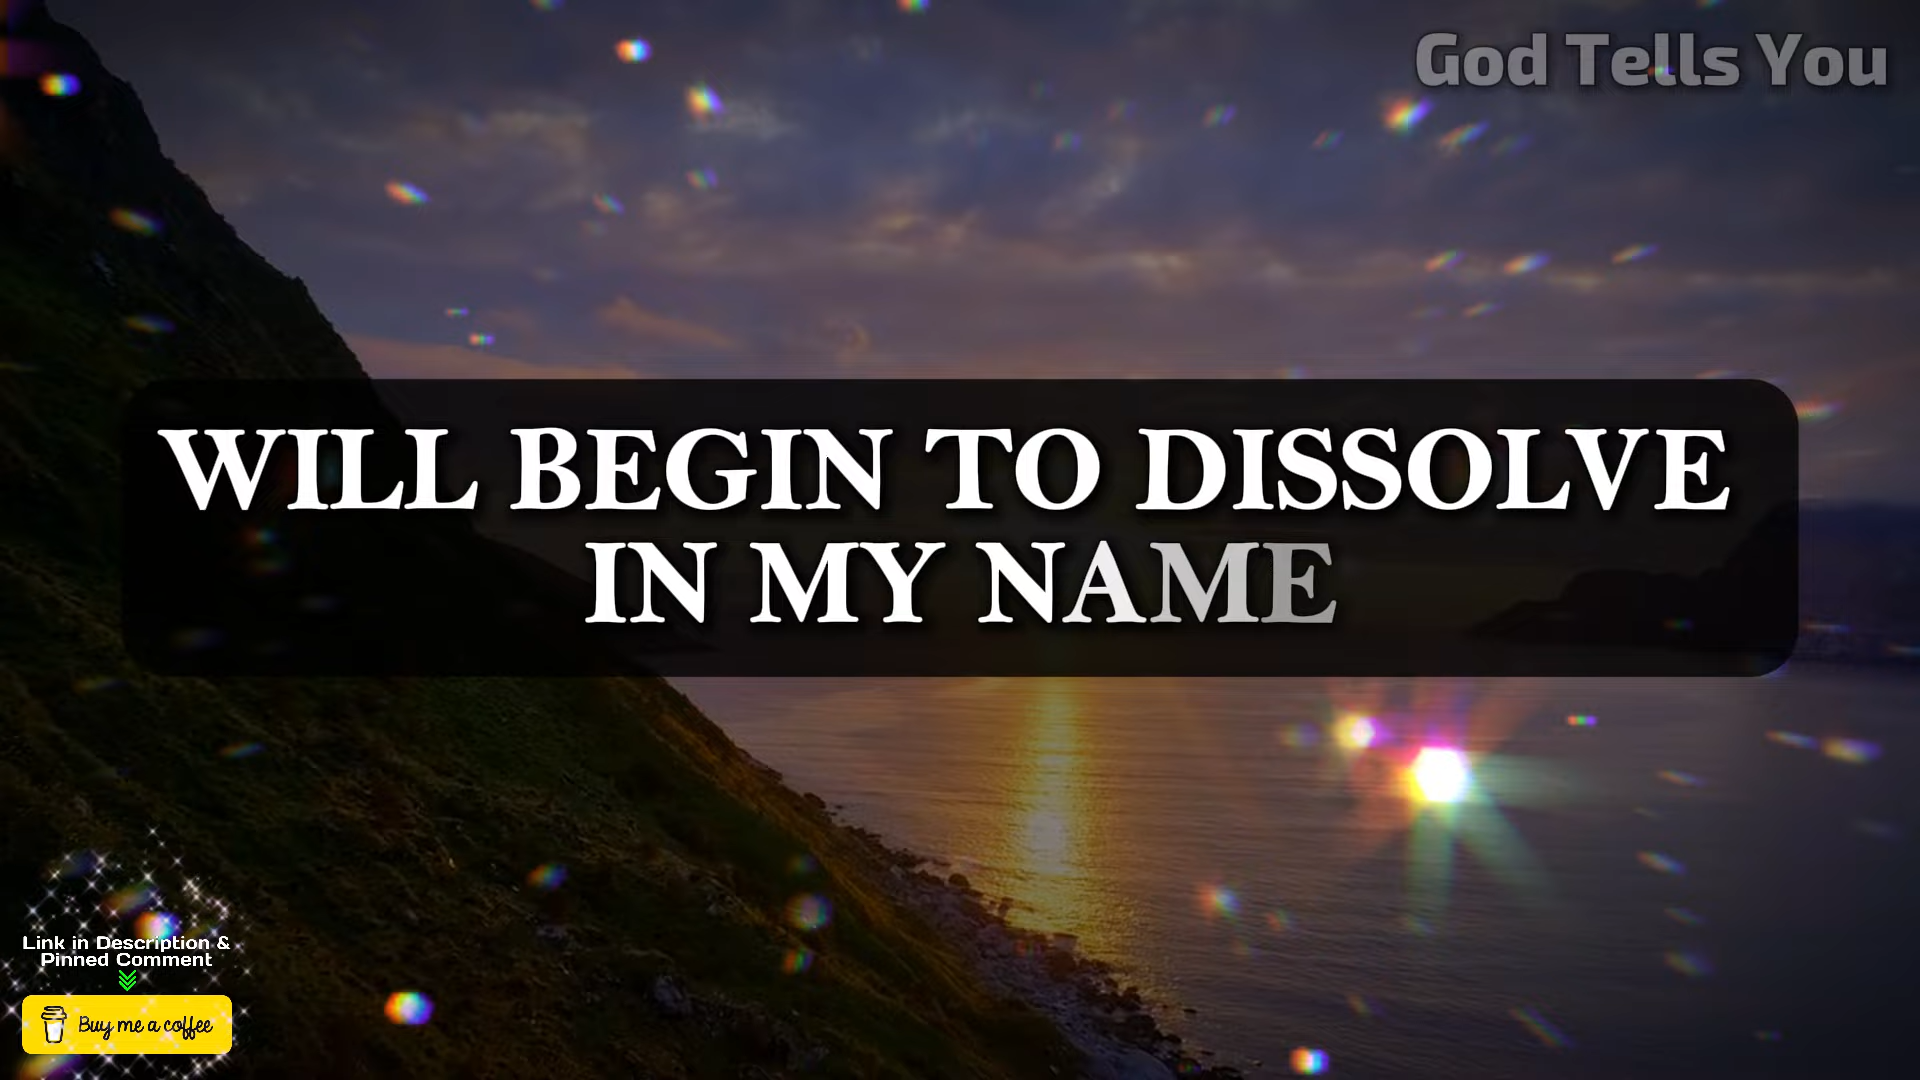 God Tells You
WILL BEGIN TO DISSOLVE
IN MY NAME
Link in Description &
Pinned Comment
Buy me a coffee